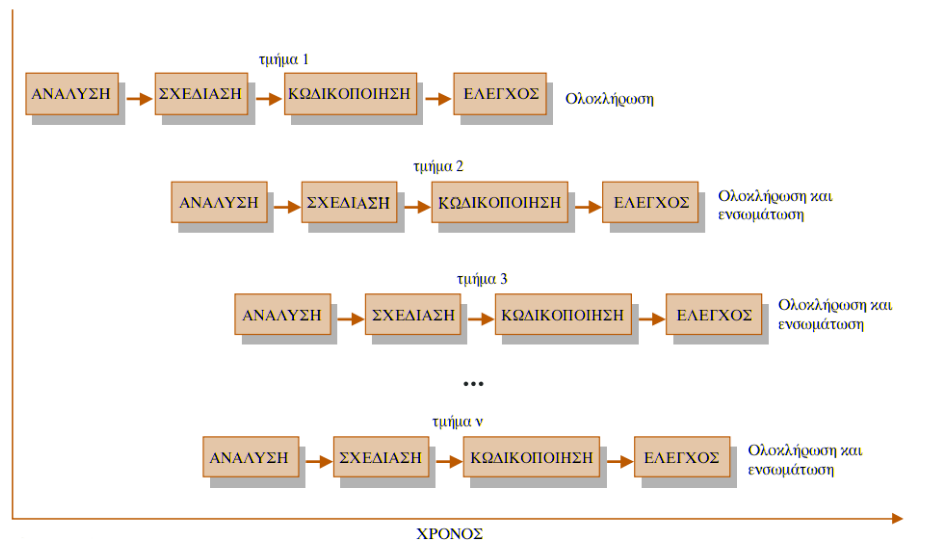 τμήμα 1
ΑΝΑΛΥΣΗ ΣΧΕΔΙΑΣΗ ΚΩΔΙΚΟΠΟΙΗΣΗ ΕΛΕΓΧΟΣ
Ολοκλήρωση
τμήμα 2
ΑΝΑΛΥΣΗ ΣΧΕΔΙΑΣΗ ΚΩΔΙΚΟΠΟΙΗΣΗ ΕΛΕΓΧΟΣ
Ολοκλήρωση και
ενσωμάτωση
τμήμα 3
ΑΝΑΛΥΣΗ ΣΧΕΔΙΑΣΗ ΚΩΔΙΚΟΠΟΙΗΣΗ ΕΛΕΓΧΟΣ
Ολοκλήρωση και
ενσωμάτωση
...
τμήμα ν
ΑΝΑΛΥΣΗ ΣΧΕΔΙΑΣΗ ΚΩΔΙΚΟΠΟΙΗΣΗ ΕΛΕΓΧΟΣ
Ολοκλήρωση και
ενσωμάτωση
ΧΡΟΝΟΣ